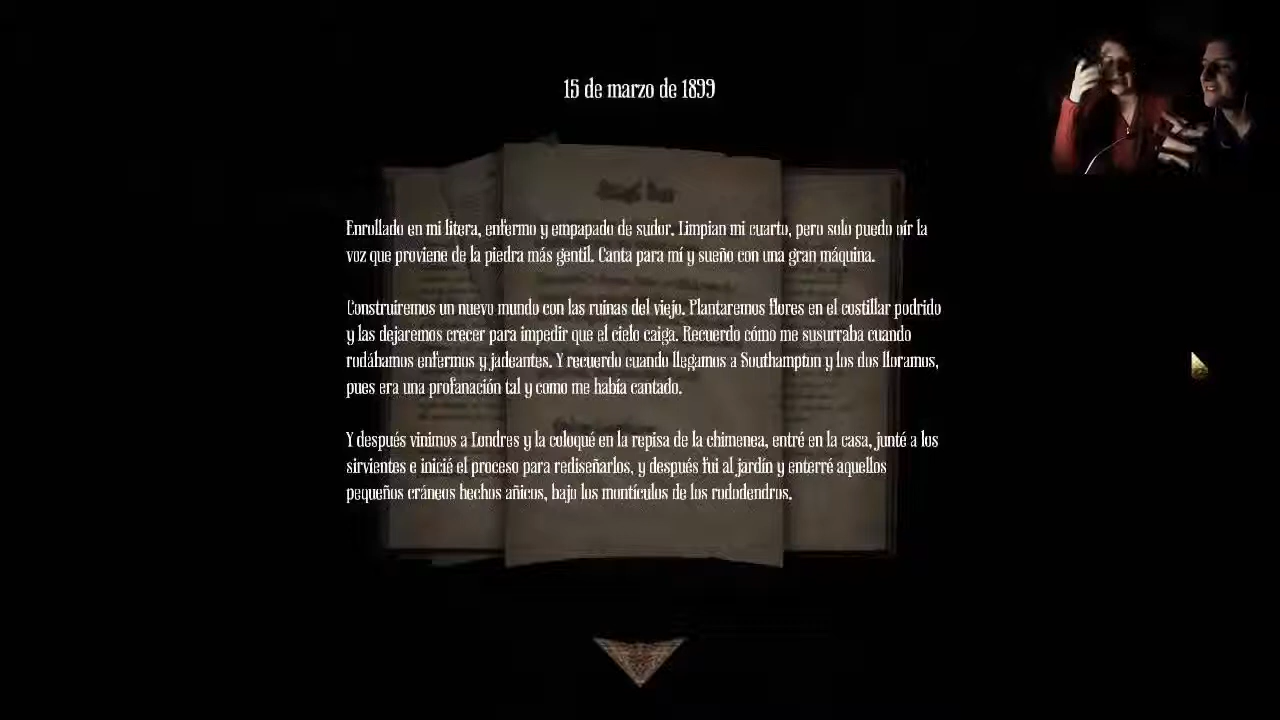 15 de marzo de 1899
Enrollado en mi litera, enfermo y empapado de sudor. Limpian mi cuarto, pero solo puedo oír la
voz que proviene de la piedra más gentil. Canta para mí y sueño con una gran máquina.
Construiremos un nuevo mundo con las ruinas del viejo. Plantaremos flores en el costillar podrido
y las dejaremos crecer para impedir que el cielo caiga. Recuerdo cómo me susurraba cuando
rodábamos enfermos y jadeantes. Y recuerdo cuando llegamos a Southampton y los dos lloramos,
pues era una profanación tal y como me había cantado.
Y después vinimos a Londres y la coloqué en la repisa de la chimenea, entré en la casa, junté a los
sirvientes e inicié el proceso para rediseñarlos, y después fui al jardín y enterré aquellos
pequeños cráneos hechos añicos, bajo los montículos de los rododendros.